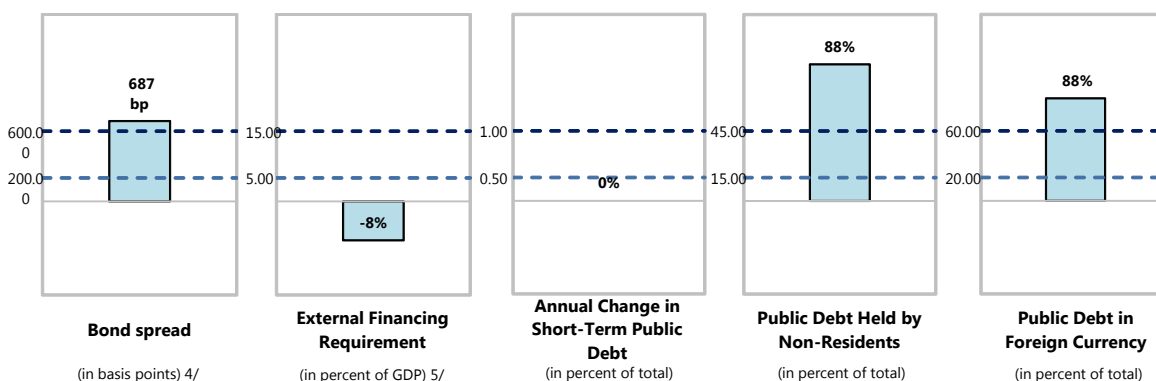 687
bp
600.0
0
200.0
0
Bond spread
(in basis points) 4/
15.00
5.00
-8%
External Financing
Requirement
(in percent of GDP) 5/
1.00
0.50
0%
Annual Change in
Short-Term Public
Debt
(in percent of total)
88%
45.00
15.00
Public Debt Held by
Non-Residents
(in percent of total)
88%
60.00
20.00
Public Debt in
Foreign Currency
(in percent of total)